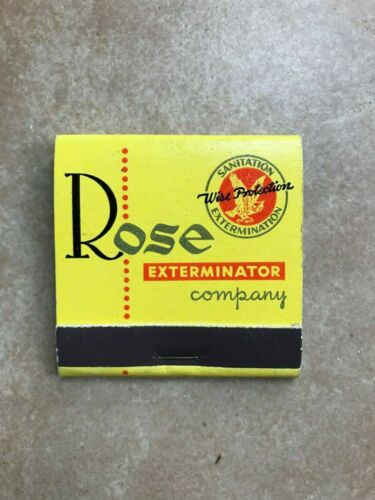 SANITATION
Wise Protection
EXTERMINATION
Rose
EXTERMINATOR
company